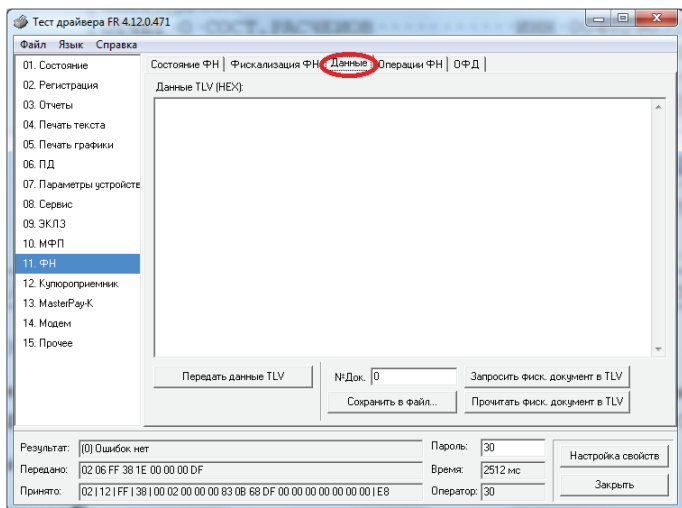 Тест драйвера FR 4.12.0.471
Файл Язык Справка
01. Состояние
02. Регистрация
03. Отчеты
04. Печать текста
05. Печать графики
06. ПД
07. Параметры устройств
08. Сервис
09. ЭКЛЗ
10. МФП
11. ФН
12. Купюроприемник
13. MasterPay-K
14. Модем
15. Прочее
Состояние ФН Фискализация ФН Данные Операции ФН ОФД
Данные TLV (HEX):
Передать данные TLV №Док. 0 Запросить фиск. документ в TLV
Сохранить в файл... Прочитать фиск. документ в TLV
Результат: (0) Ошибок нет Пароль: 30 Настройка свойств
Передано: 02 06 FF 38 1E 00 00 00 DF Время: 2512 мс
Принято: 02 | 12 | FF | 38 | 00 02 00 00 00 83 0B 68 DF 00 00 00 00 00 00 00 | E8 Оператор: 30 Закрыть